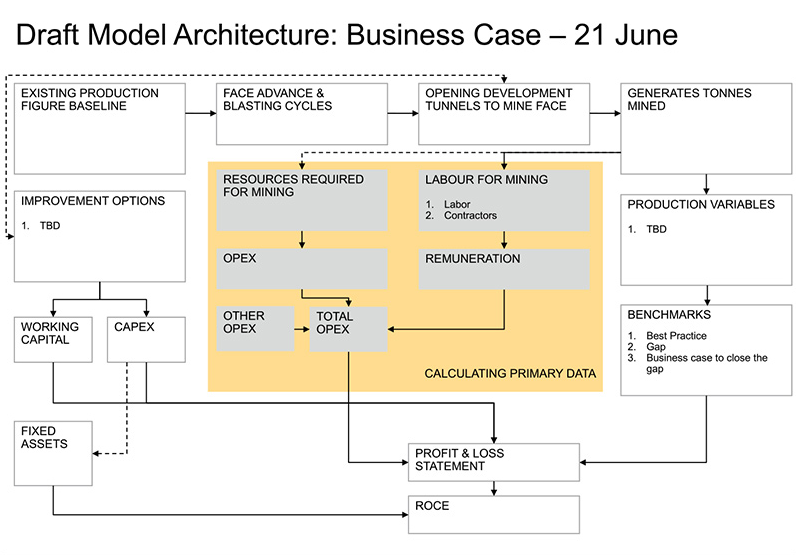 Draft Model Architecture: Business Case – 21 June
EXISTING PRODUCTION
FIGURE BASELINE
FACE ADVANCE &
BLASTING CYCLES
OPENING DEVELOPMENT
TUNNELS TO MINE FACE
GENERATES TONNES
MINED
IMPROVEMENT OPTIONS
1. TBD
RESOURCES REQUIRED
FOR MINING
LABOUR FOR MINING
1. Labor
2. Contractors
PRODUCTION VARIABLES
1. TBD
OPEX
REMUNERATION
WORKING
CAPITAL
CAPEX
OTHER
OPEX
TOTAL
OPEX
BENCHMARKS
1. Best Practice
2. Gap
3. Business case to close the
gap
CALCULATING PRIMARY DATA
FIXED
ASSETS
PROFIT & LOSS
STATEMENT
ROCE